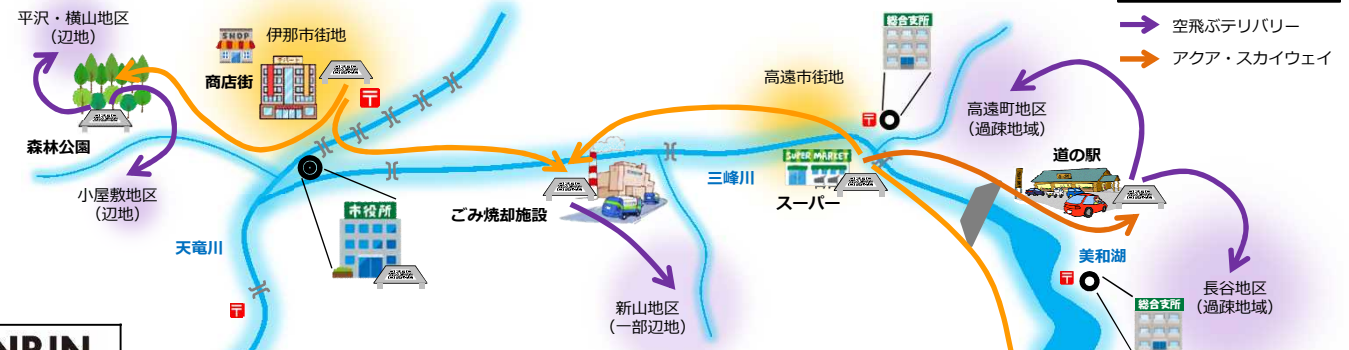 平沢・横山地区
（辺地）
SHOP
伊那市街地
商店街
デパート
森林公園
小屋敷地区
（辺地）
天竜川
市役所
ごみ焼却施設
新山地区
（一部辺地）
三峰川
高遠市街地
SUPER MARKET
スーパー
総合支所
高遠町地区
（過疎地域）
道の駅
美和湖
総合支所
長谷地区
（過疎地域）
空飛ぶデリバリー
アクア・スカイウェイ